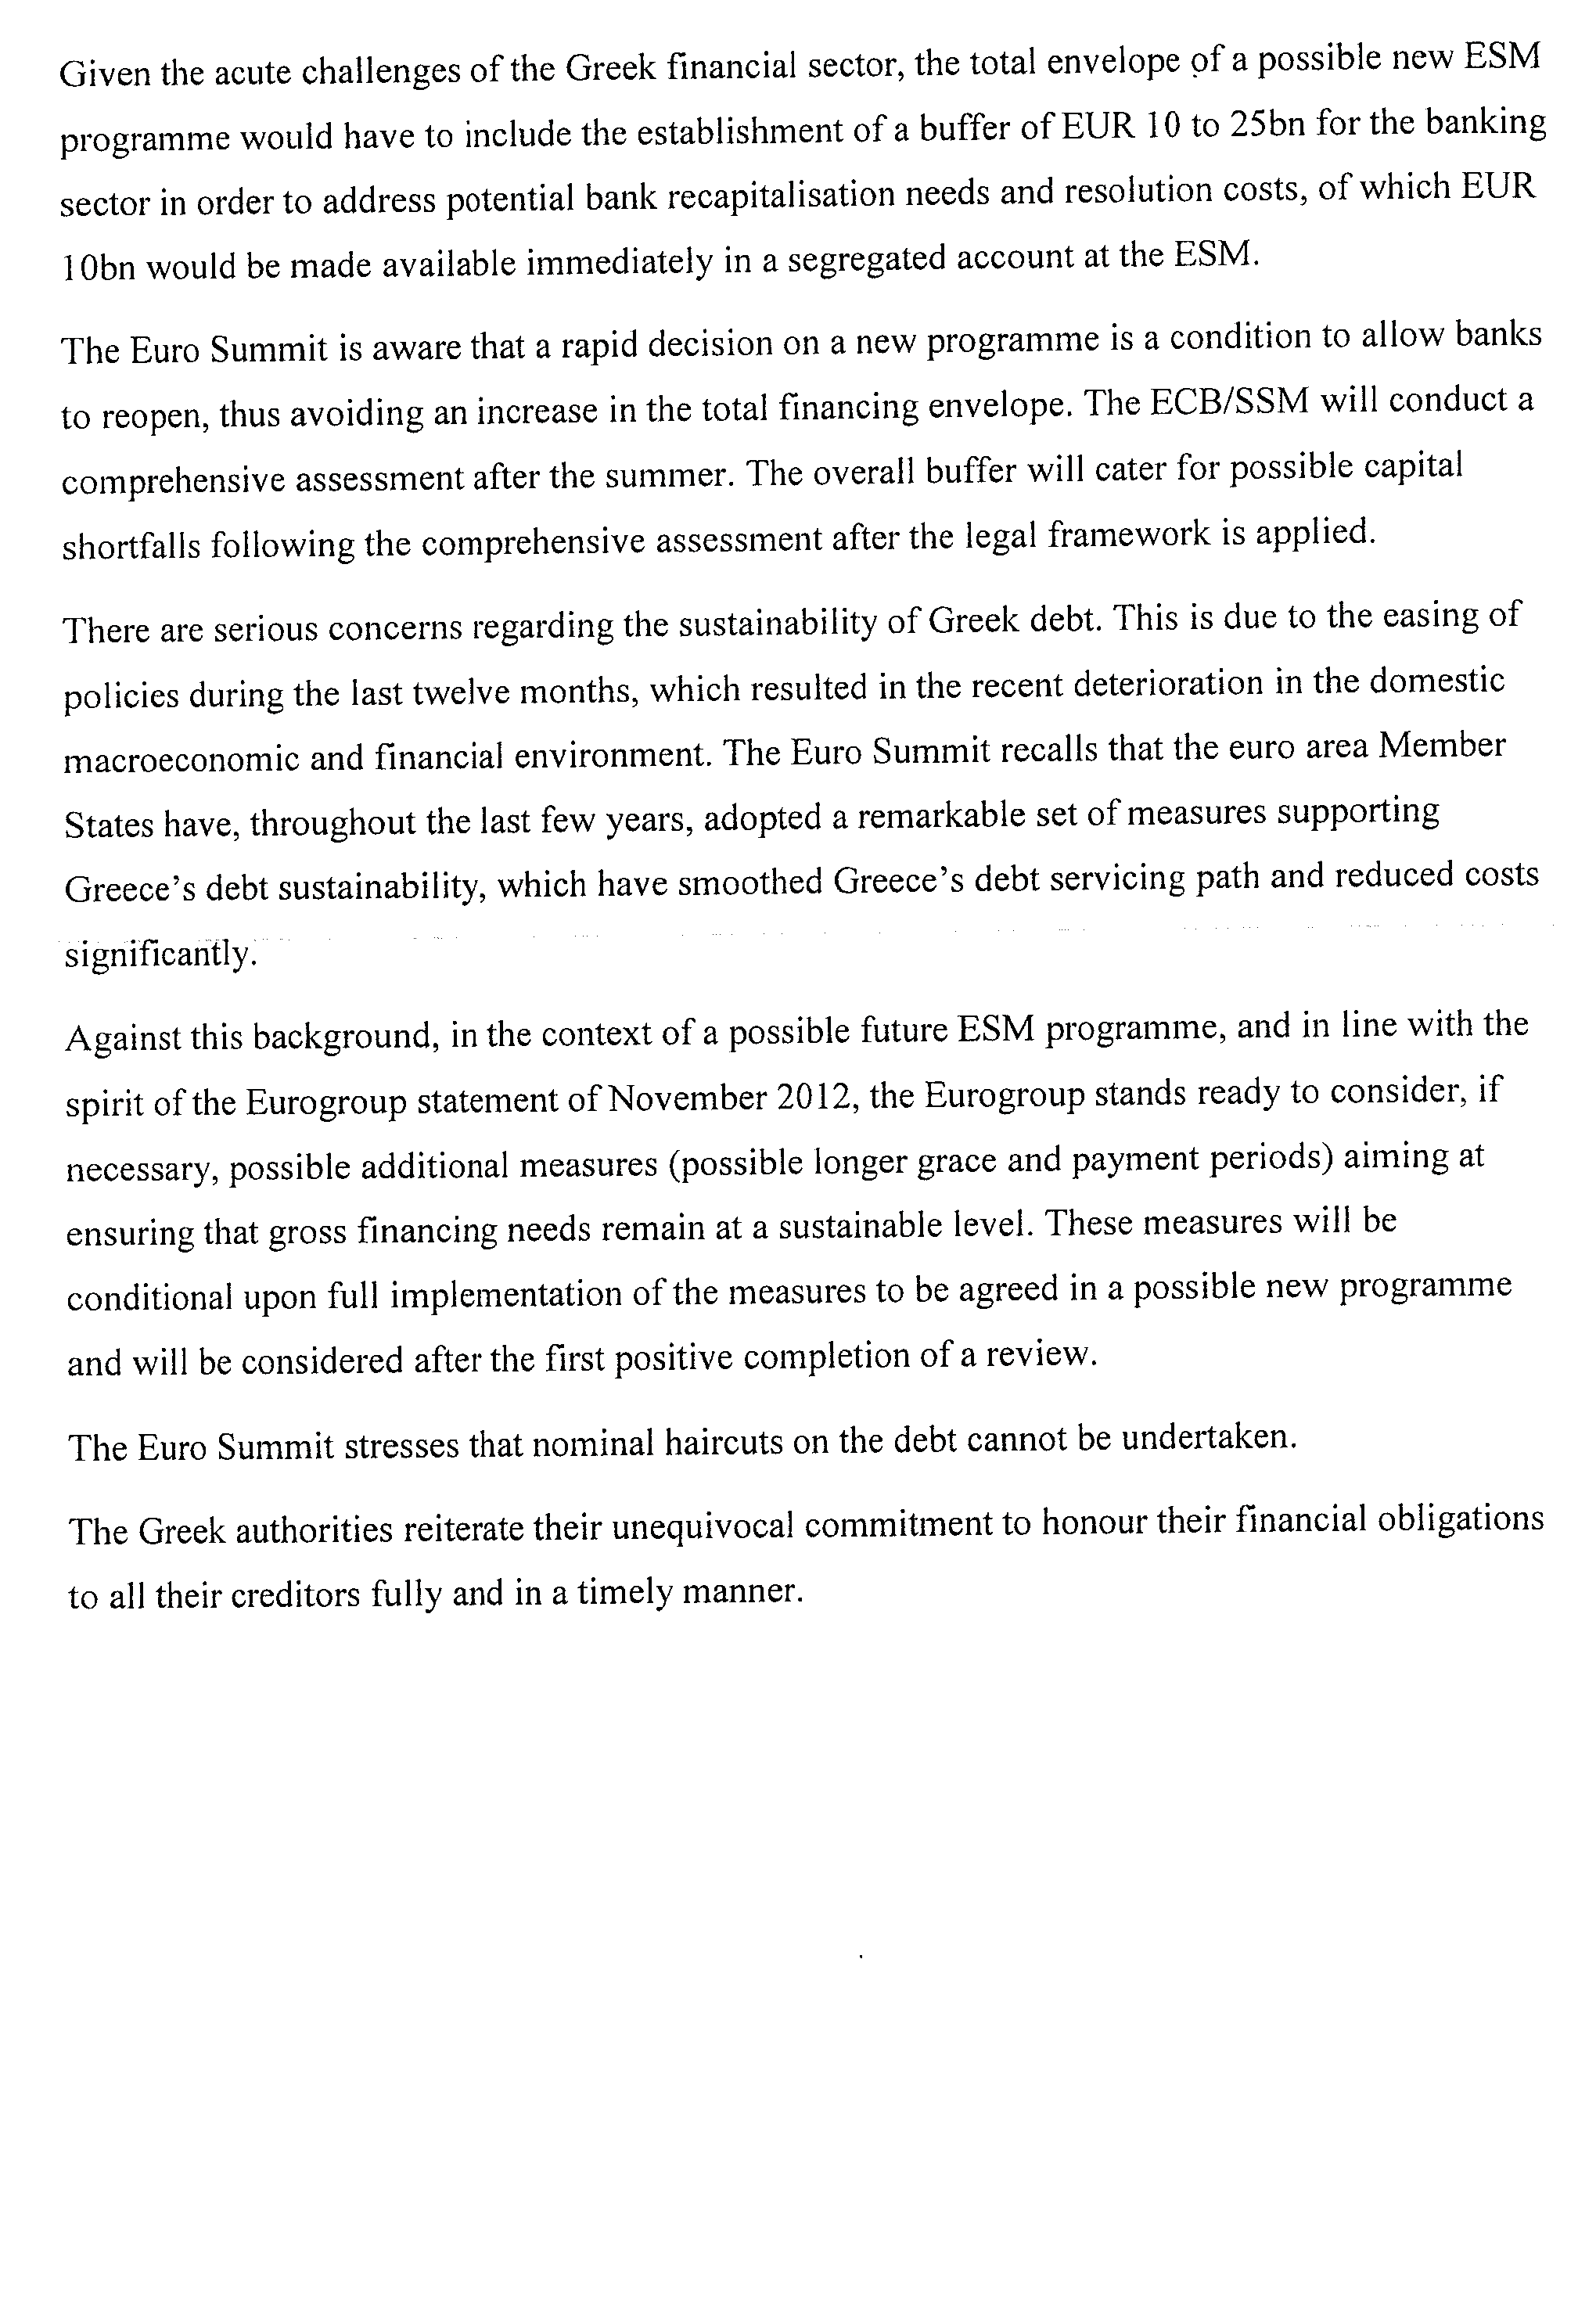 Given the acute challenges of the Greek financial sector, the total envelope of a possible new ESM
programme would have to include the establishment of a buffer of EUR 10 to 25bn for the banking
sector in order to address potential bank recapitalisation needs and resolution costs, of which EUR
10bn would be made available immediately in a segregated account at the ESM.
The Euro Summit is aware that a rapid decision on a new programme is a condition to allow banks
to reopen, thus avoiding an increase in the total financing envelope. The ECB/SSM will conduct a
comprehensive assessment after the summer. The overall buffer will cater for possible capital
shortfalls following the comprehensive assessment after the legal framework is applied.
There are serious concerns regarding the sustainability of Greek debt. This is due to the easing of
policies during the last twelve months, which resulted in the recent deterioration in the domestic
macroeconomic and financial environment. The Euro Summit recalls that the euro area Member
States have, throughout the last few years, adopted a remarkable set of measures supporting
Greece’s debt sustainability, which have smoothed Greece’s debt servicing path and reduced costs
significantly.
Against this background, in the context of a possible future ESM programme, and in line with the
spirit of the Eurogroup statement of November 2012, the Eurogroup stands ready to consider, if
necessary, possible additional measures (possible longer grace and payment periods) aiming at
ensuring that gross financing needs remain at a sustainable level. These measures will be
conditional upon full implementation of the measures to be agreed in a possible new programme
and will be considered after the first positive completion of a review.
The Euro Summit stresses that nominal haircuts on the debt cannot be undertaken.
The Greek authorities reiterate their unequivocal commitment to honour their financial obligations
to all their creditors fully and in a timely manner.